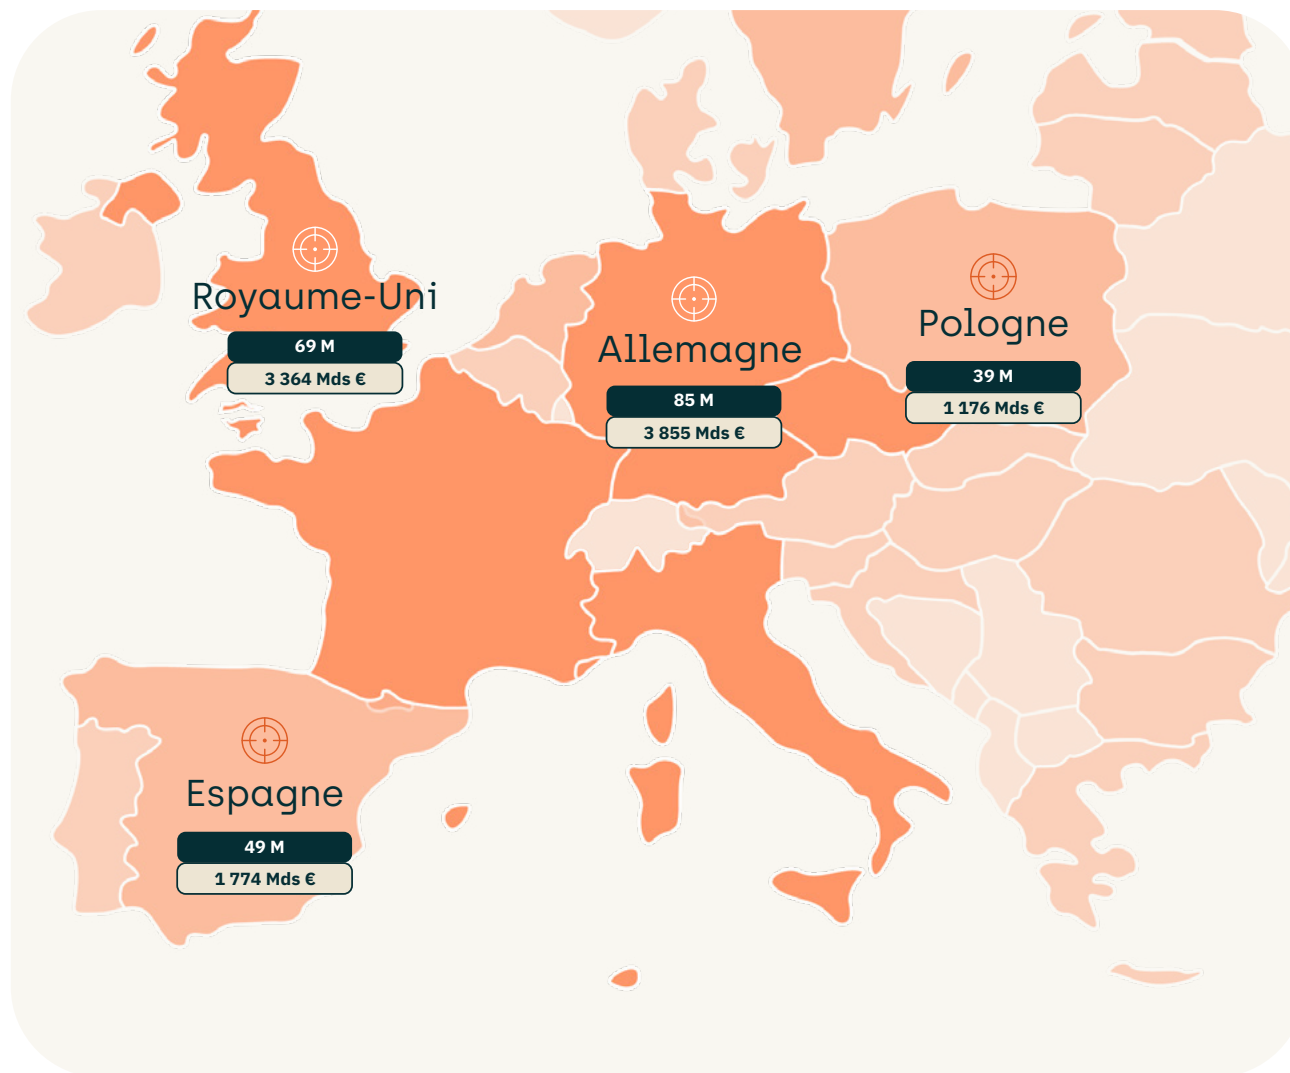 Royaume-Uni
69 M
3 364 Mds €
Allemagne
85 M
3 855 Mds €
Pologne
39 M
1 176 Mds €
Espagne
49 M
1 774 Mds €